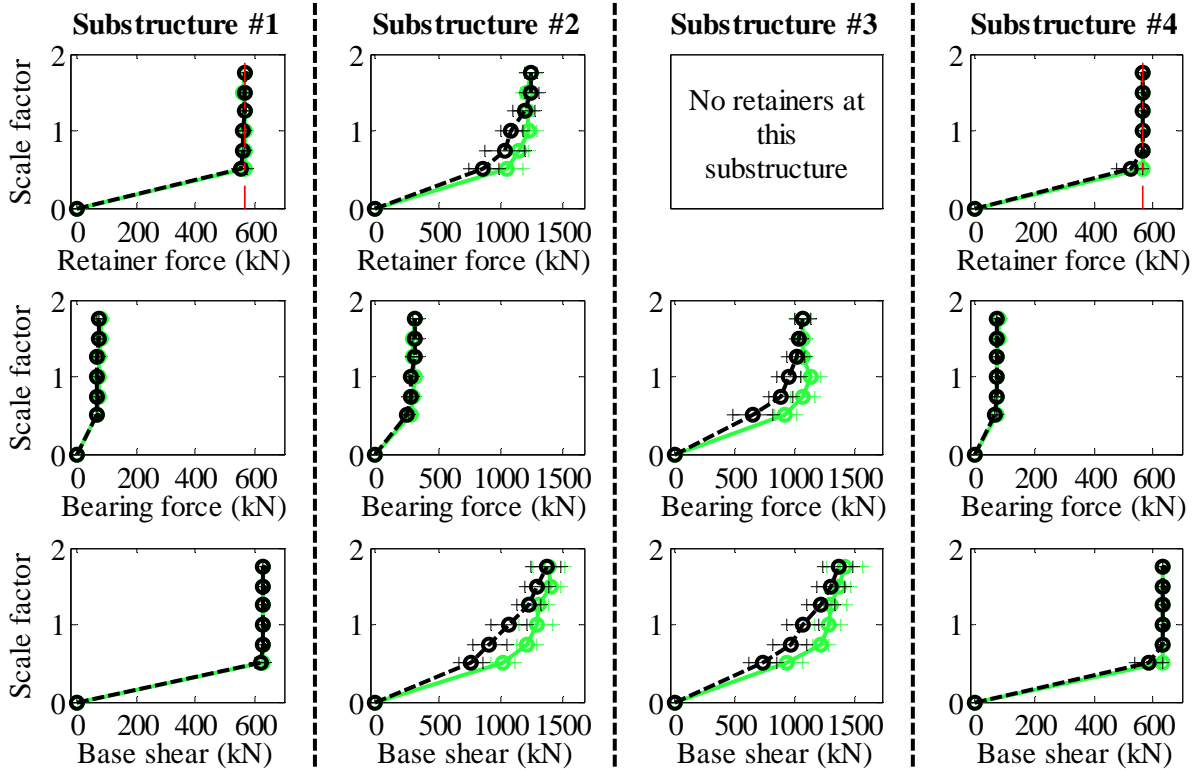 Substructure #1 Substructure #2 Substructure #3 Substructure #4
Scale factor
2
1
0
0 200 400 600
Retainer force (kN)
2
1
0
0 500 1000 1500
Retainer force (kN)
No retainers at
this
substructure
2
1
0
0 200 400 600
Retainer force (kN)
Scale factor
2
1
0
0 200 400 600
Bearing force (kN)
2
1
0
0 500 1000 1500
Bearing force (kN)
2
1
0
0 500 1000 1500
Bearing force (kN)
2
1
0
0 200 400 600
Bearing force (kN)
Scale factor
2
1
0
0 200 400 600
Base shear (kN)
2
1
0
0 500 1000 1500
Base shear (kN)
2
1
0
0 500 1000 1500
Base shear (kN)
2
1
0
0 200 400 600
Base shear (kN)